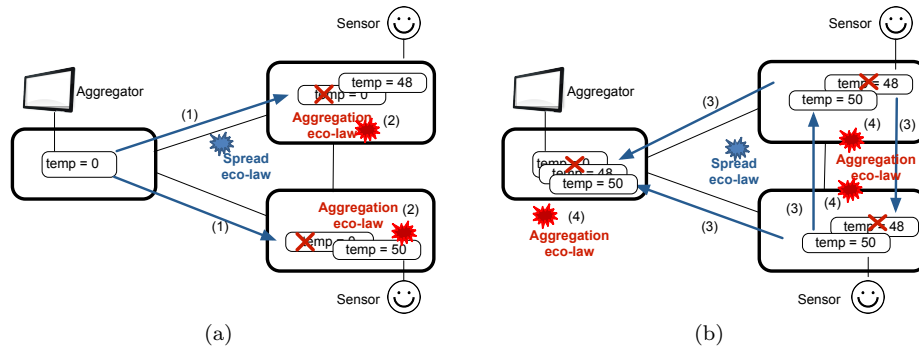 Sensor
Aggregator
(1)
temp = 48
temp = 0
Aggregation
eco-law
(2)
temp = 0
Spread
eco-law
Aggregation
eco-law
(2)
(1)
temp = 0
temp = 50
Sensor
(a)
Sensor
Aggregator
(3)
temp = 48
temp = 50
(3)
(4)
Spread
eco-law
Aggregation
eco-law
temp = 48
temp = 50
(4)
(3)
(4)
Aggregation
eco-law
(3)
temp = 48
temp = 50
Sensor
(b)